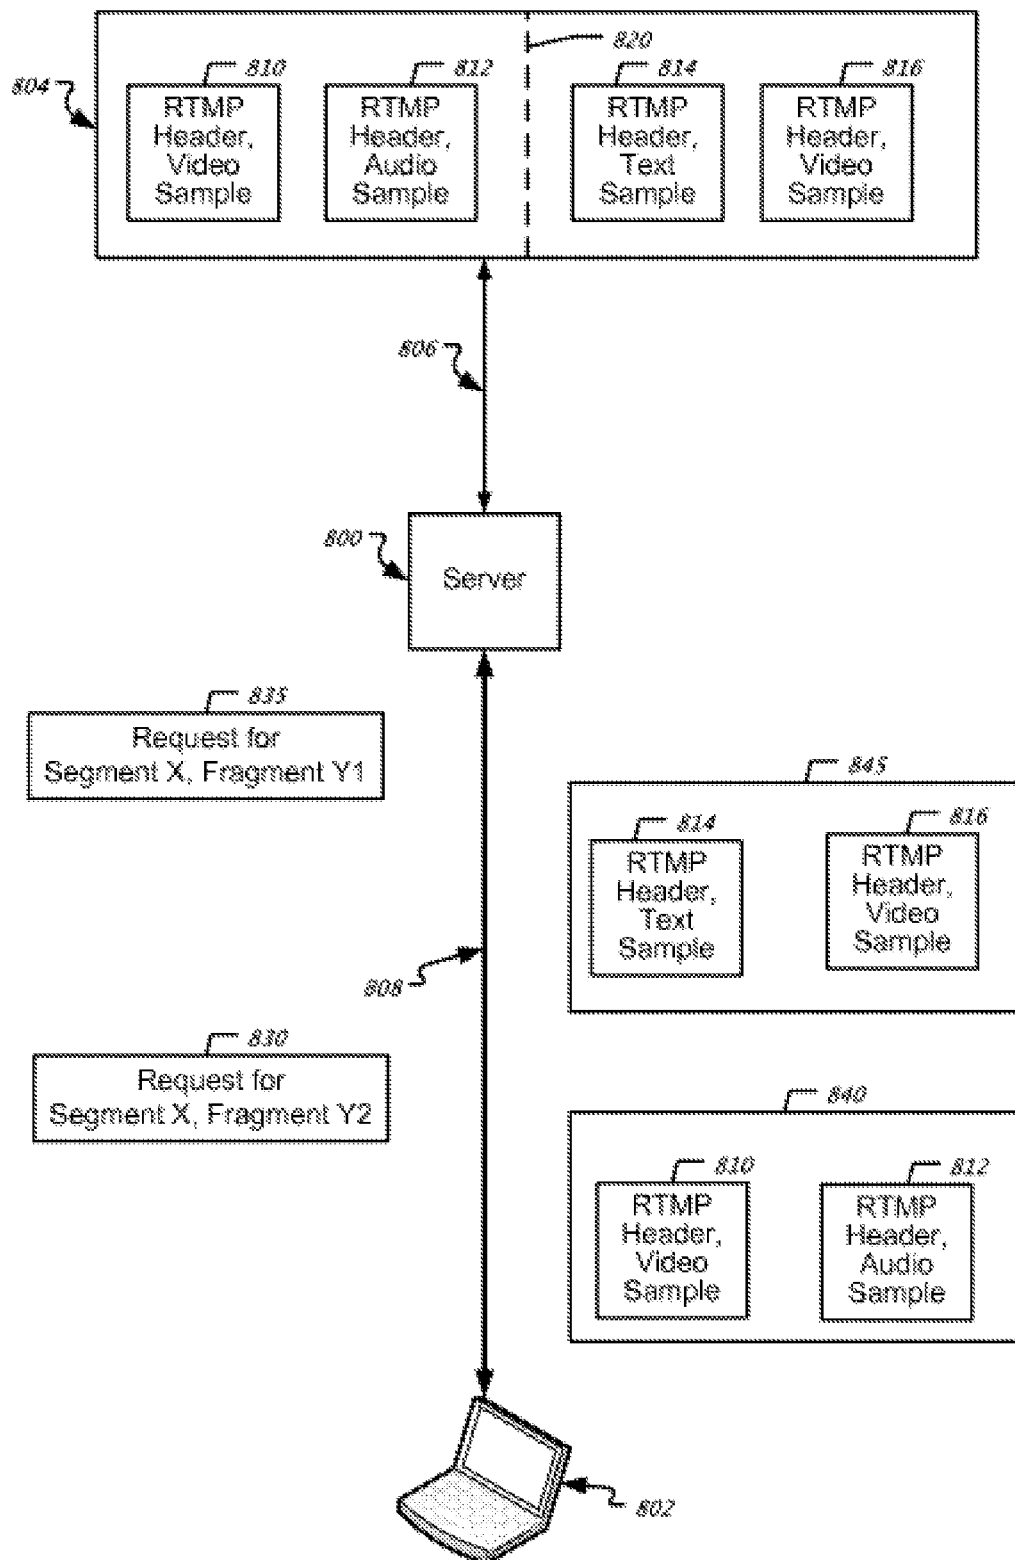 804
810
RTMP
Header,
Video
Sample
812
RTMP
Header,
Audio
Sample
820
814
RTMP
Header,
Text
Sample
816
RTMP
Header,
Video
Sample
806
800
Server
835
Request for
Segment X, Fragment Y1
845
814
RTMP
Header,
Text
Sample
816
RTMP
Header,
Video
Sample
808
830
Request for
Segment X, Fragment Y2
840
810
RTMP
Header,
Video
Sample
812
RTMP
Header,
Audio
Sample
802